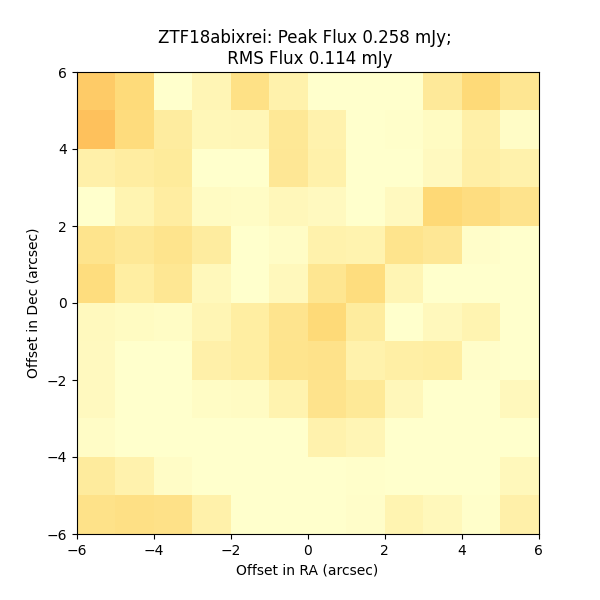 ZTF18abixrei: Peak Flux 0.258 mJy;
RMS Flux 0.114 mJy
6
4
2
0
−2
−4
−6
Offset in Dec (arcsec)
−6 −4 −2 0 2 4 6
Offset in RA (arcsec)